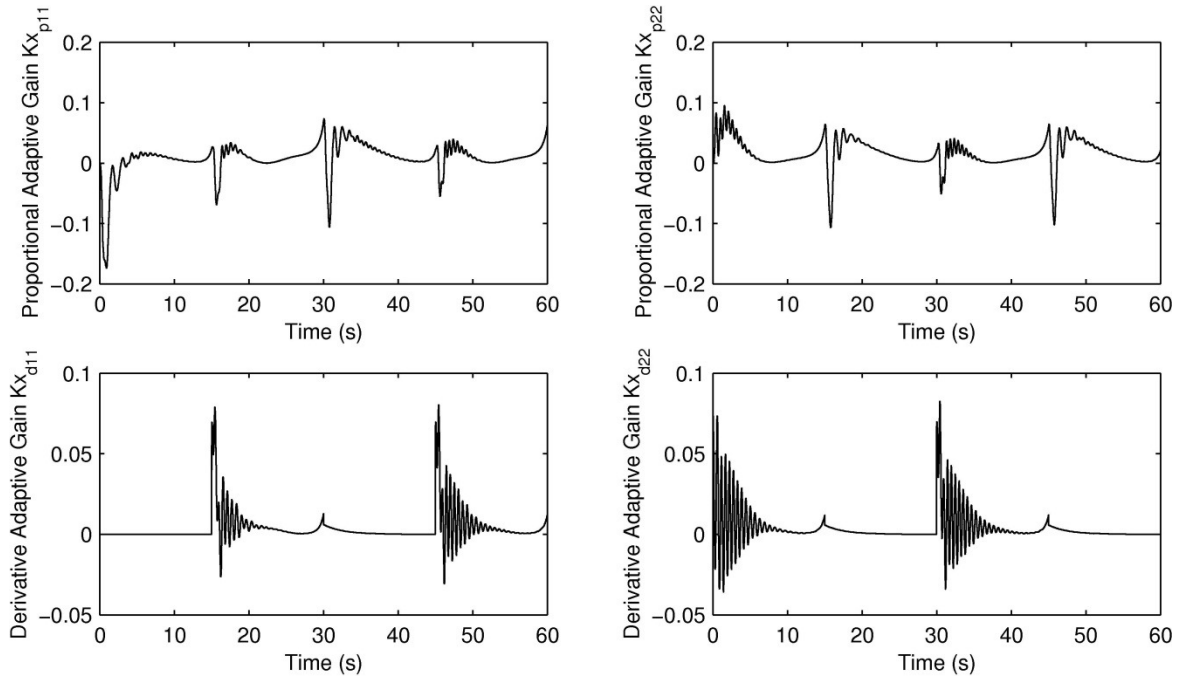 Proportional Adaptive Gain Kx_p11
0.2
0.1
0
−0.1
−0.2
0 10 20 30 40 50 60
Time (s)
Proportional Adaptive Gain Kx_p22
0.2
0.1
0
−0.1
−0.2
0 10 20 30 40 50 60
Time (s)
Derivative Adaptive Gain Kx_d11
0.1
0.05
0
−0.05
0 10 20 30 40 50 60
Time (s)
Derivative Adaptive Gain Kx_d22
0.1
0.05
0
−0.05
0 10 20 30 40 50 60
Time (s)